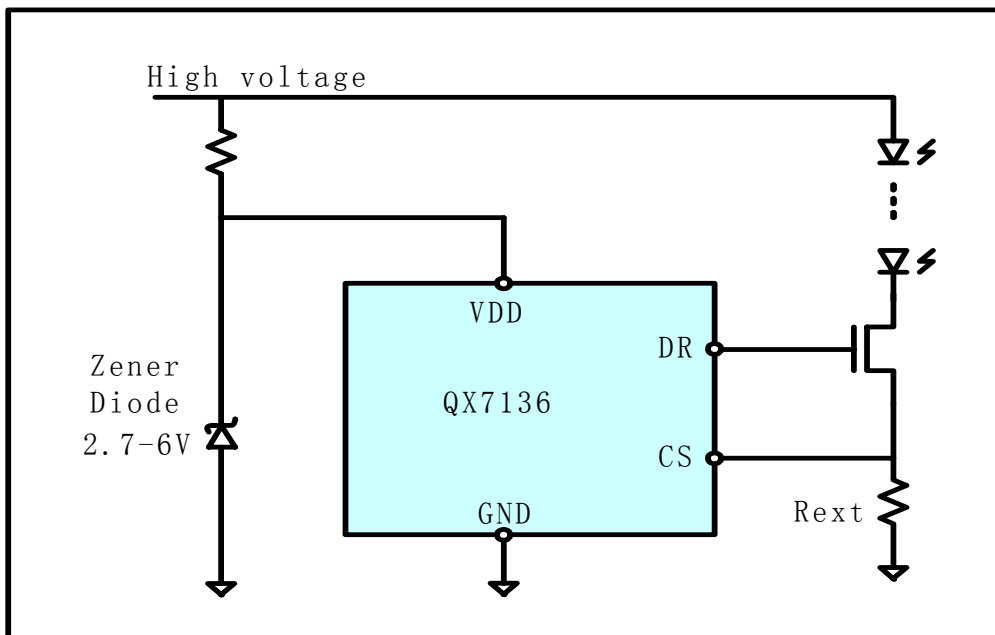 High voltage
VDD
DR
Zener
Diode
2.7-6V
QX7136
CS
GND
Rext